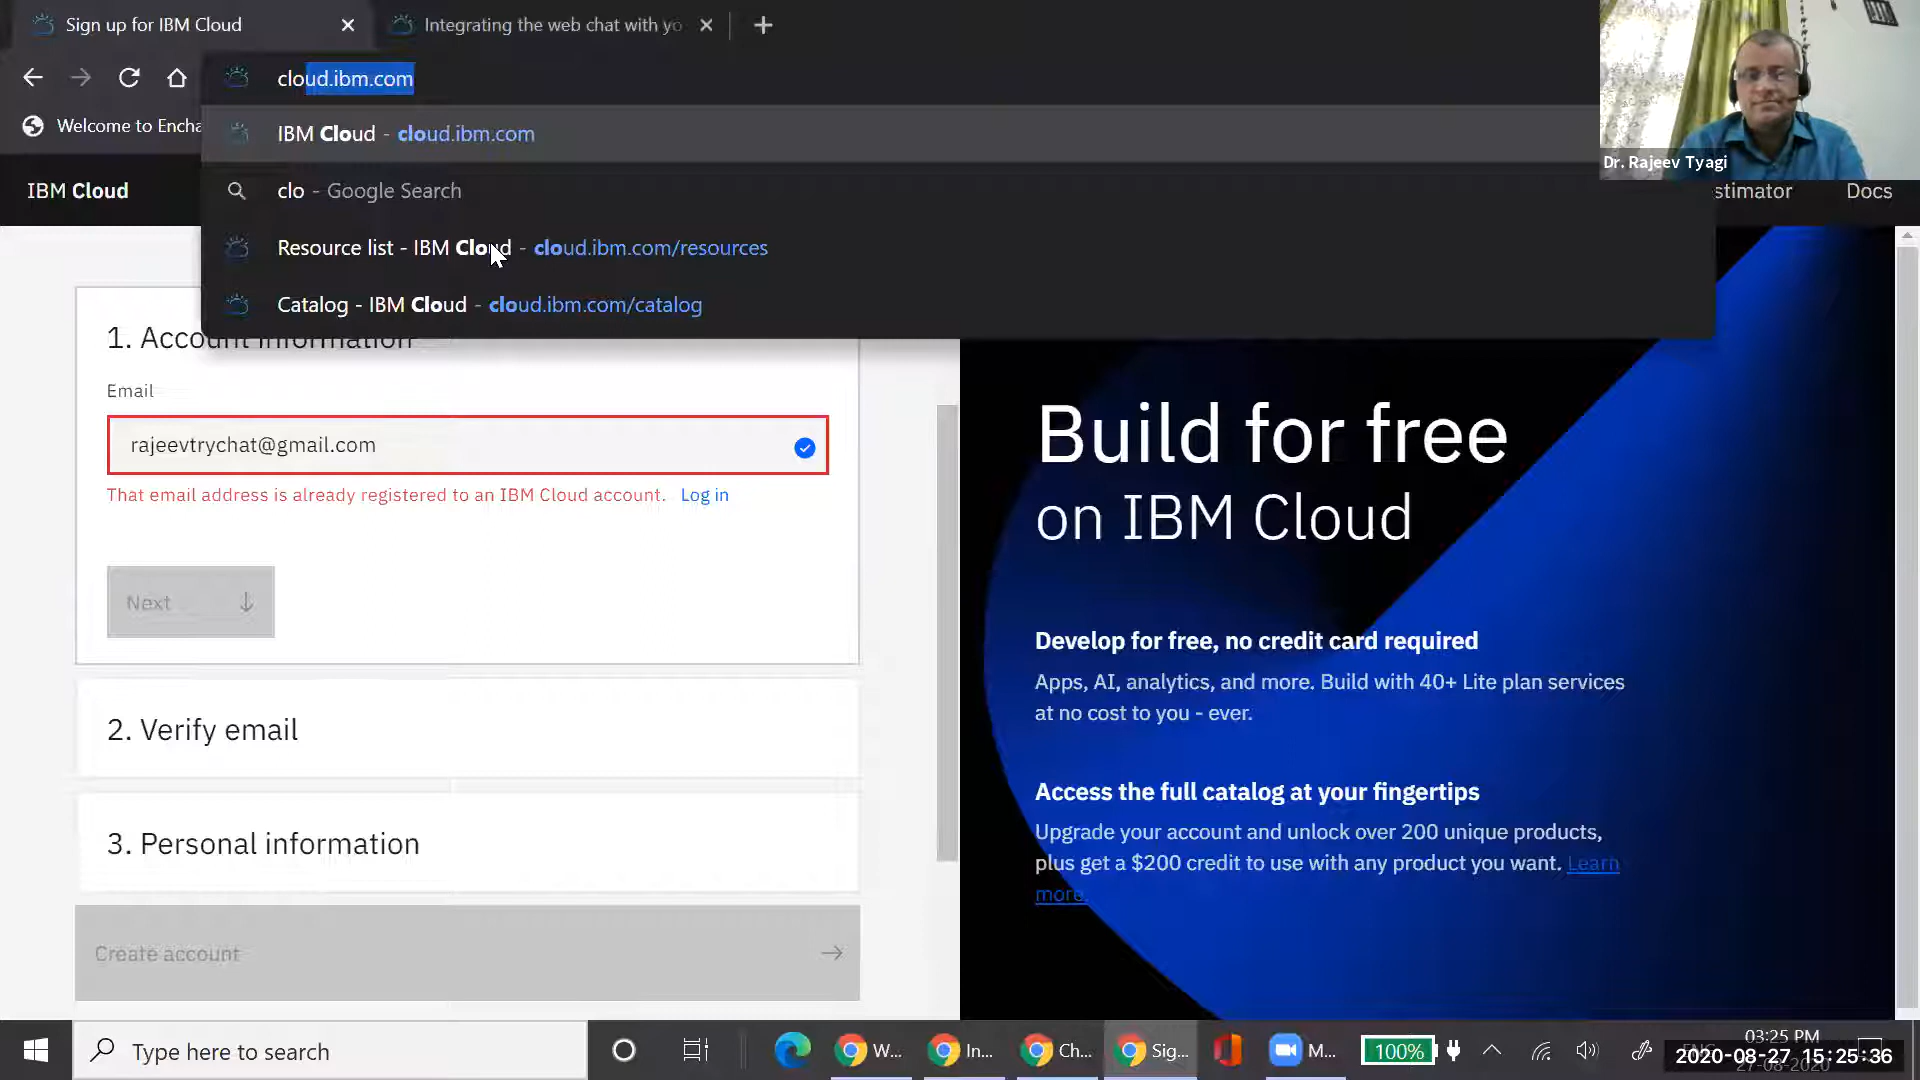 Sign up for IBM Cloud
Integrating the web chat with yo
cloud.ibm.com
Welcome to Encha
IBM Cloud - cloud.ibm.com
clo - Google Search
Resource list - IBM Cloud - cloud.ibm.com/resources
Catalog - IBM Cloud - cloud.ibm.com/catalog
Dr. Rajeev Tyagi
IBM Cloud
stimator
Docs
1. Account information
Email
rajeevtrychat@gmail.com
That email address is already registered to an IBM Cloud account. Log in
Next
2. Verify email
3. Personal information
Create account
Build for free
on IBM Cloud
Develop for free, no credit card required
Apps, AI, analytics, and more. Build with 40+ Lite plan services
at no cost to you - ever.
Access the full catalog at your fingertips
Upgrade your account and unlock over 200 unique products,
plus get a $200 credit to use with any product you want. Learn
more.
Type here to search
W...
In...
Ch...
Sig...
M...
100%
03:25 PM
2020-08-27 15:25:36
27-08-2020